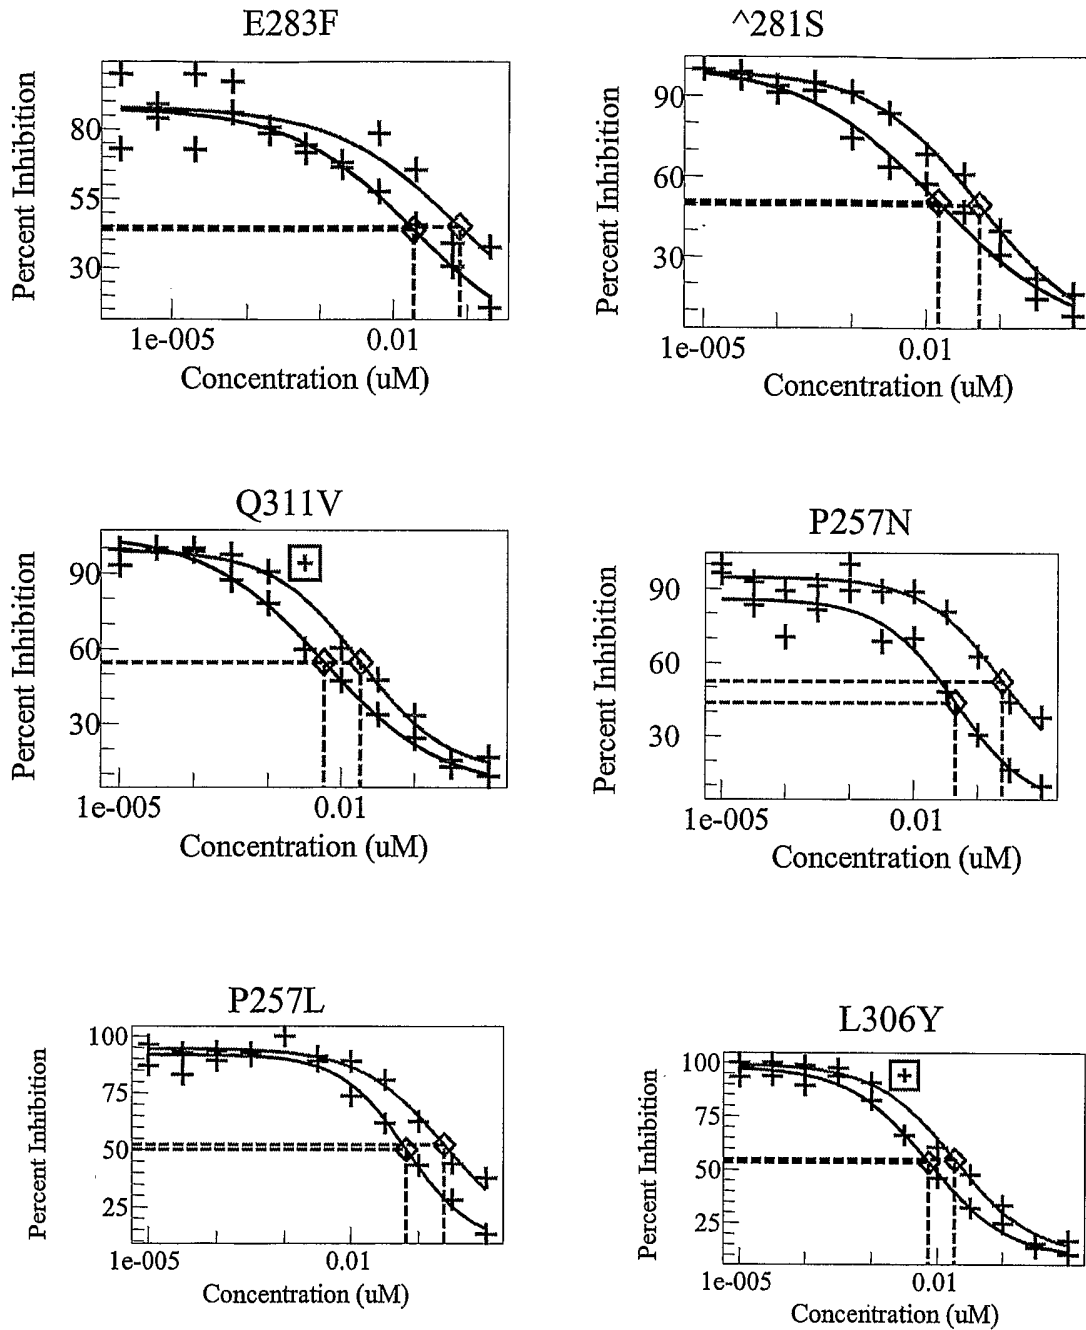 E283F
Percent Inhibition
80
55
30
1e-005
0.01
Concentration (uM)
^281S
Percent Inhibition
90
60
30
1e-005
0.01
Concentration (uM)
Q311V
Percent Inhibition
90
60
30
1e-005
0.01
Concentration (uM)
P257N
Percent Inhibition
90
60
30
1e-005
0.01
Concentration (uM)
P257L
Percent Inhibition
100
75
50
25
1e-005
0.01
Concentration (uM)
L306Y
Percent Inhibition
100
75
50
25
1e-005
0.01
Concentration (uM)